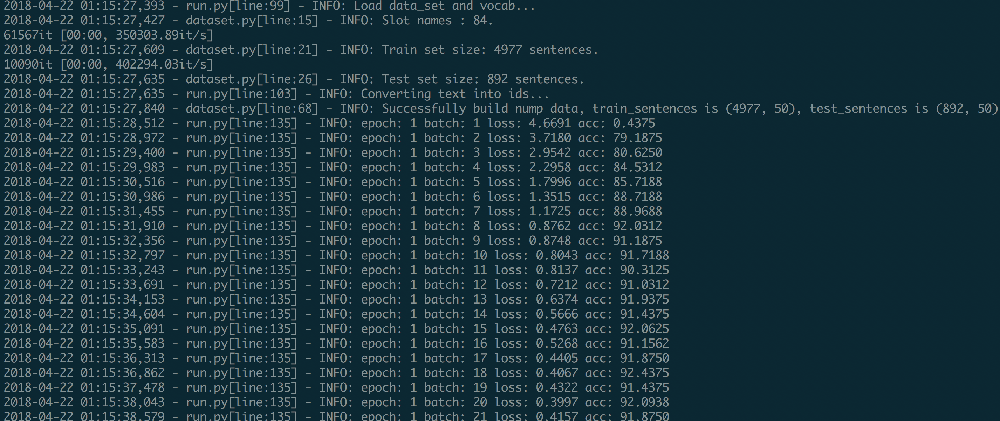 2018-04-22 01:15:27,393 - run.py[line:99] - INFO: Load data_set and vocab...
2018-04-22 01:15:27,427 - dataset.py[line:15] - INFO: Slot names : 84.
61567it [00:00, 350303.89it/s]
2018-04-22 01:15:27,609 - dataset.py[line:21] - INFO: Train set size: 4977 sentences.
10090it [00:00, 402294.03it/s]
2018-04-22 01:15:27,635 - dataset.py[line:26] - INFO: Test set size: 892 sentences.
2018-04-22 01:15:27,635 - run.py[line:103] - INFO: Converting text into ids...
2018-04-22 01:15:27,840 - dataset.py[line:68] - INFO: Successfully build nump data, train_sentences is (4977, 50), test_sentences is (892, 50)
2018-04-22 01:15:28,512 - run.py[line:135] - INFO: epoch: 1 batch: 1 loss: 4.6691 acc: 0.4375
2018-04-22 01:15:28,972 - run.py[line:135] - INFO: epoch: 1 batch: 2 loss: 3.7180 acc: 79.1875
2018-04-22 01:15:29,400 - run.py[line:135] - INFO: epoch: 1 batch: 3 loss: 2.9542 acc: 80.6250
2018-04-22 01:15:29,983 - run.py[line:135] - INFO: epoch: 1 batch: 4 loss: 2.2958 acc: 84.5312
2018-04-22 01:15:30,516 - run.py[line:135] - INFO: epoch: 1 batch: 5 loss: 1.7996 acc: 85.7188
2018-04-22 01:15:30,986 - run.py[line:135] - INFO: epoch: 1 batch: 6 loss: 1.3515 acc: 88.7188
2018-04-22 01:15:31,455 - run.py[line:135] - INFO: epoch: 1 batch: 7 loss: 1.1725 acc: 88.9688
2018-04-22 01:15:31,910 - run.py[line:135] - INFO: epoch: 1 batch: 8 loss: 0.8762 acc: 92.0312
2018-04-22 01:15:32,356 - run.py[line:135] - INFO: epoch: 1 batch: 9 loss: 0.8748 acc: 91.1875
2018-04-22 01:15:32,797 - run.py[line:135] - INFO: epoch: 1 batch: 10 loss: 0.8043 acc: 91.7188
2018-04-22 01:15:33,243 - run.py[line:135] - INFO: epoch: 1 batch: 11 loss: 0.8137 acc: 90.3125
2018-04-22 01:15:33,691 - run.py[line:135] - INFO: epoch: 1 batch: 12 loss: 0.7212 acc: 91.0312
2018-04-22 01:15:34,153 - run.py[line:135] - INFO: epoch: 1 batch: 13 loss: 0.6374 acc: 91.9375
2018-04-22 01:15:34,604 - run.py[line:135] - INFO: epoch: 1 batch: 14 loss: 0.5666 acc: 91.4375
2018-04-22 01:15:35,091 - run.py[line:135] - INFO: epoch: 1 batch: 15 loss: 0.4763 acc: 92.0625
2018-04-22 01:15:35,583 - run.py[line:135] - INFO: epoch: 1 batch: 16 loss: 0.5268 acc: 91.1562
2018-04-22 01:15:36,313 - run.py[line:135] - INFO: epoch: 1 batch: 17 loss: 0.4405 acc: 91.8750
2018-04-22 01:15:36,862 - run.py[line:135] - INFO: epoch: 1 batch: 18 loss: 0.4067 acc: 92.4375
2018-04-22 01:15:37,478 - run.py[line:135] - INFO: epoch: 1 batch: 19 loss: 0.4322 acc: 91.4375
2018-04-22 01:15:38,043 - run.py[line:135] - INFO: epoch: 1 batch: 20 loss: 0.3997 acc: 92.0938
2018-04-22 01:15:38,579 - run.py[line:135] - INFO: epoch: 1 batch: 21 loss: 0.4157 acc: 91.8750